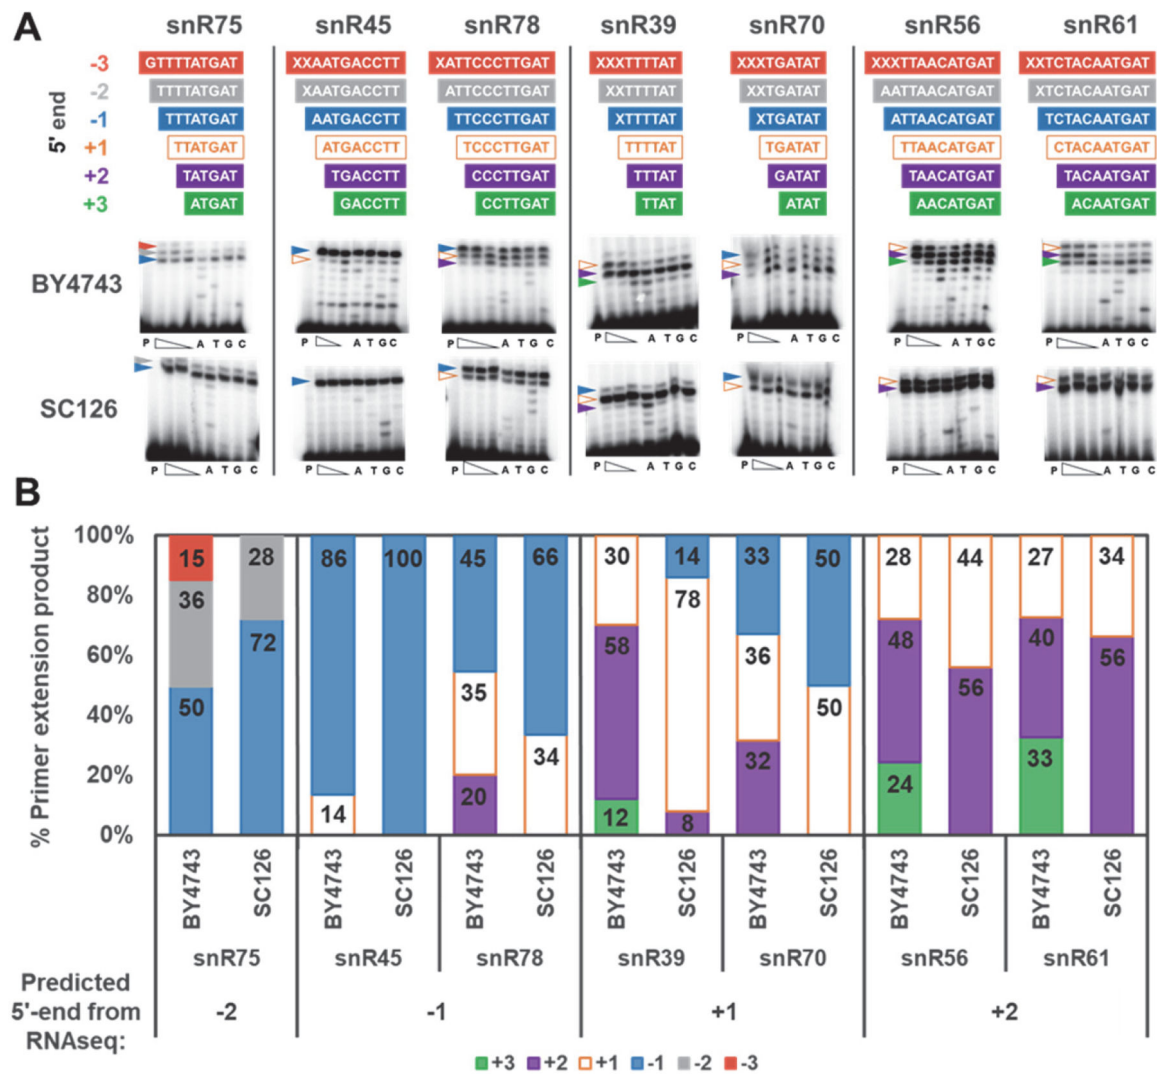 A
snR75 snR45 snR78 snR39 snR70 snR56 snR61
5' end
-3 GTTTTATGAT XXAATGACCTT XATTCCCTTGAT XXXTTTTAT XXXTGATAT XXXTTAACATGAT XXTCTACAATGAT
-2 TTTTATGAT XAATGACCTT ATTCCCTTGAT XXTTTTAT XXTGATAT AATTAACATGAT XTCTACAATGAT
-1 TTTATGAT AATGACCTT TTCCCTTGAT XTTTTAT XTGATAT ATTAACATGAT TCTACAATGAT
+1 TTATGAT ATGACCTT TCCCTTGAT TTTTAT TGATAT TTAACATGAT CTACAATGAT
+2 TATGAT TGACCTT CCCTTGAT TTTAT GATAT TAACATGAT TACAATGAT
+3 ATGAT GACCTT CCTTGAT TTAT ATAT AACATGAT ACAATGAT
BY4743
P A T G C P A T G C P A T G C P A T G C P A T G C P A T G C P A T G C
SC126
P A T G C P A T G C P A T G C P A T G C P A T G C P A T G C P A T G C
B
% Primer extension product
100%
80%
60%
40%
20%
0%
15 28 86 100 45 66 30 14 33 50 28 44 27 34
36 72 14 35 34 58 78 36 50 48 56 40 56
50 20 12 8 32 24 33
BY4743 SC126 BY4743 SC126 BY4743 SC126 BY4743 SC126 BY4743 SC126 BY4743 SC126 BY4743 SC126
snR75 snR45 snR78 snR39 snR70 snR56 snR61
Predicted
5'-end from
RNAseq:
-2 -1 +1 +2
+3 +2 +1 -1 -2 -3